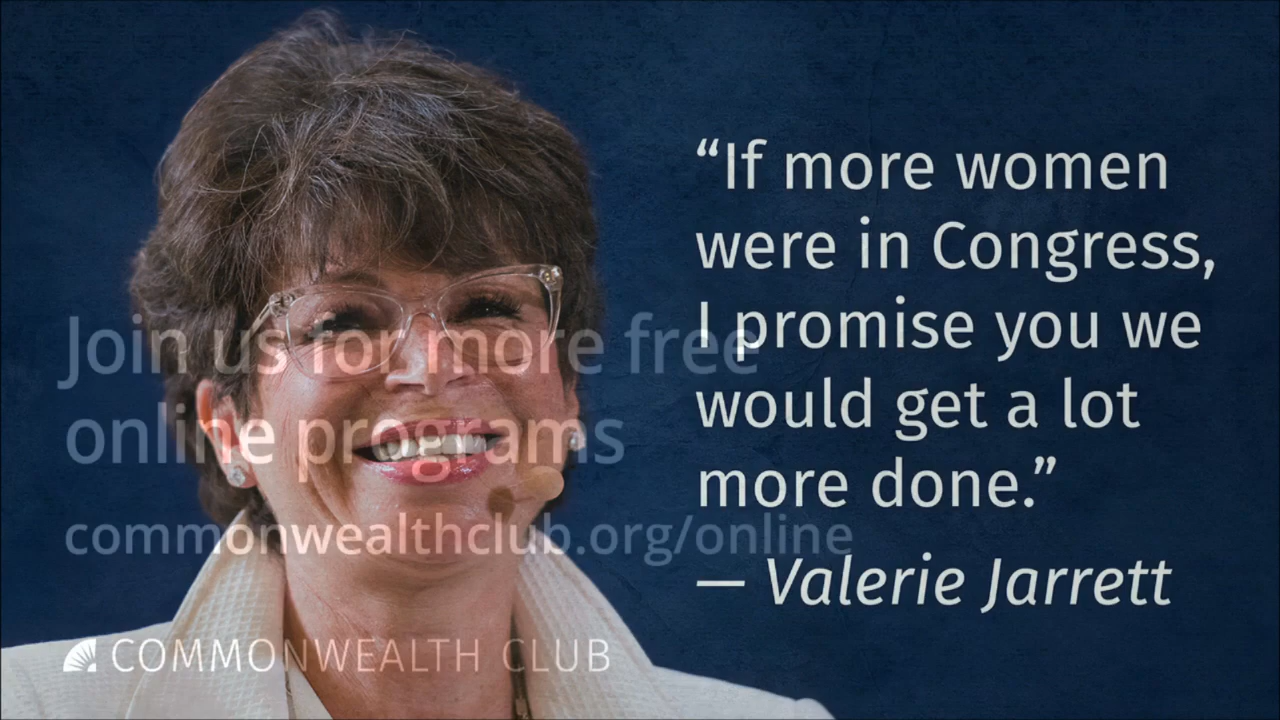 “If more women
were in Congress,
I promise you we
would get a lot
more done.”
— Valerie Jarrett
Join us for more free
online programs
commonwealthclub.org/online
COMMONWEALTH CLUB